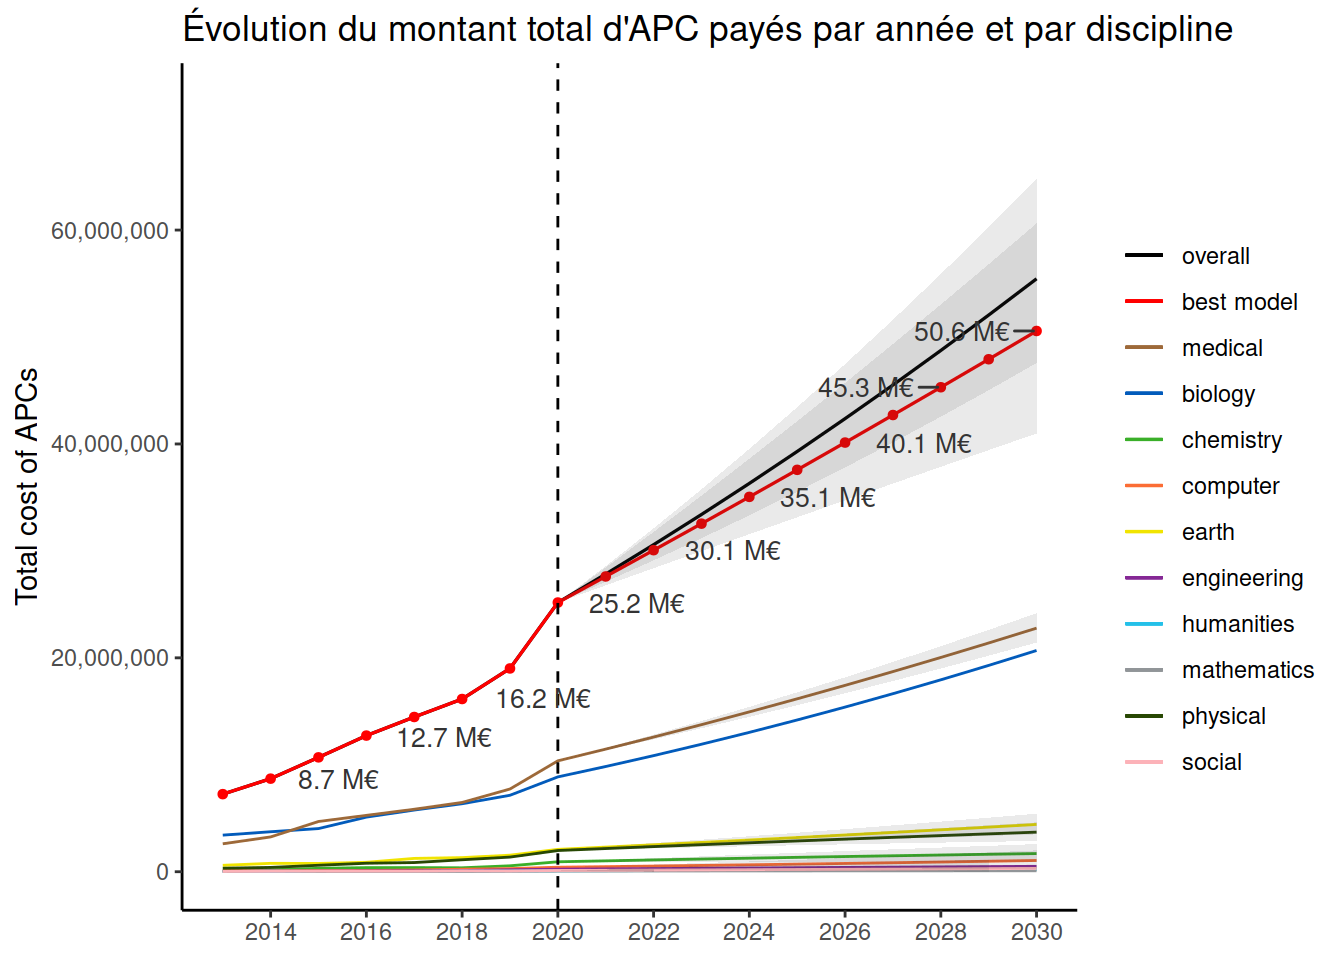 Évolution du montant total d'APC payés par année et par discipline
Total cost of APCs
60,000,000
40,000,000
20,000,000
0
50.6 M€
45.3 M€
40.1 M€
35.1 M€
30.1 M€
25.2 M€
16.2 M€
12.7 M€
8.7 M€
2014
2016
2018
2020
2022
2024
2026
2028
2030
overall
best model
medical
biology
chemistry
computer
earth
engineering
humanities
mathematics
physical
social